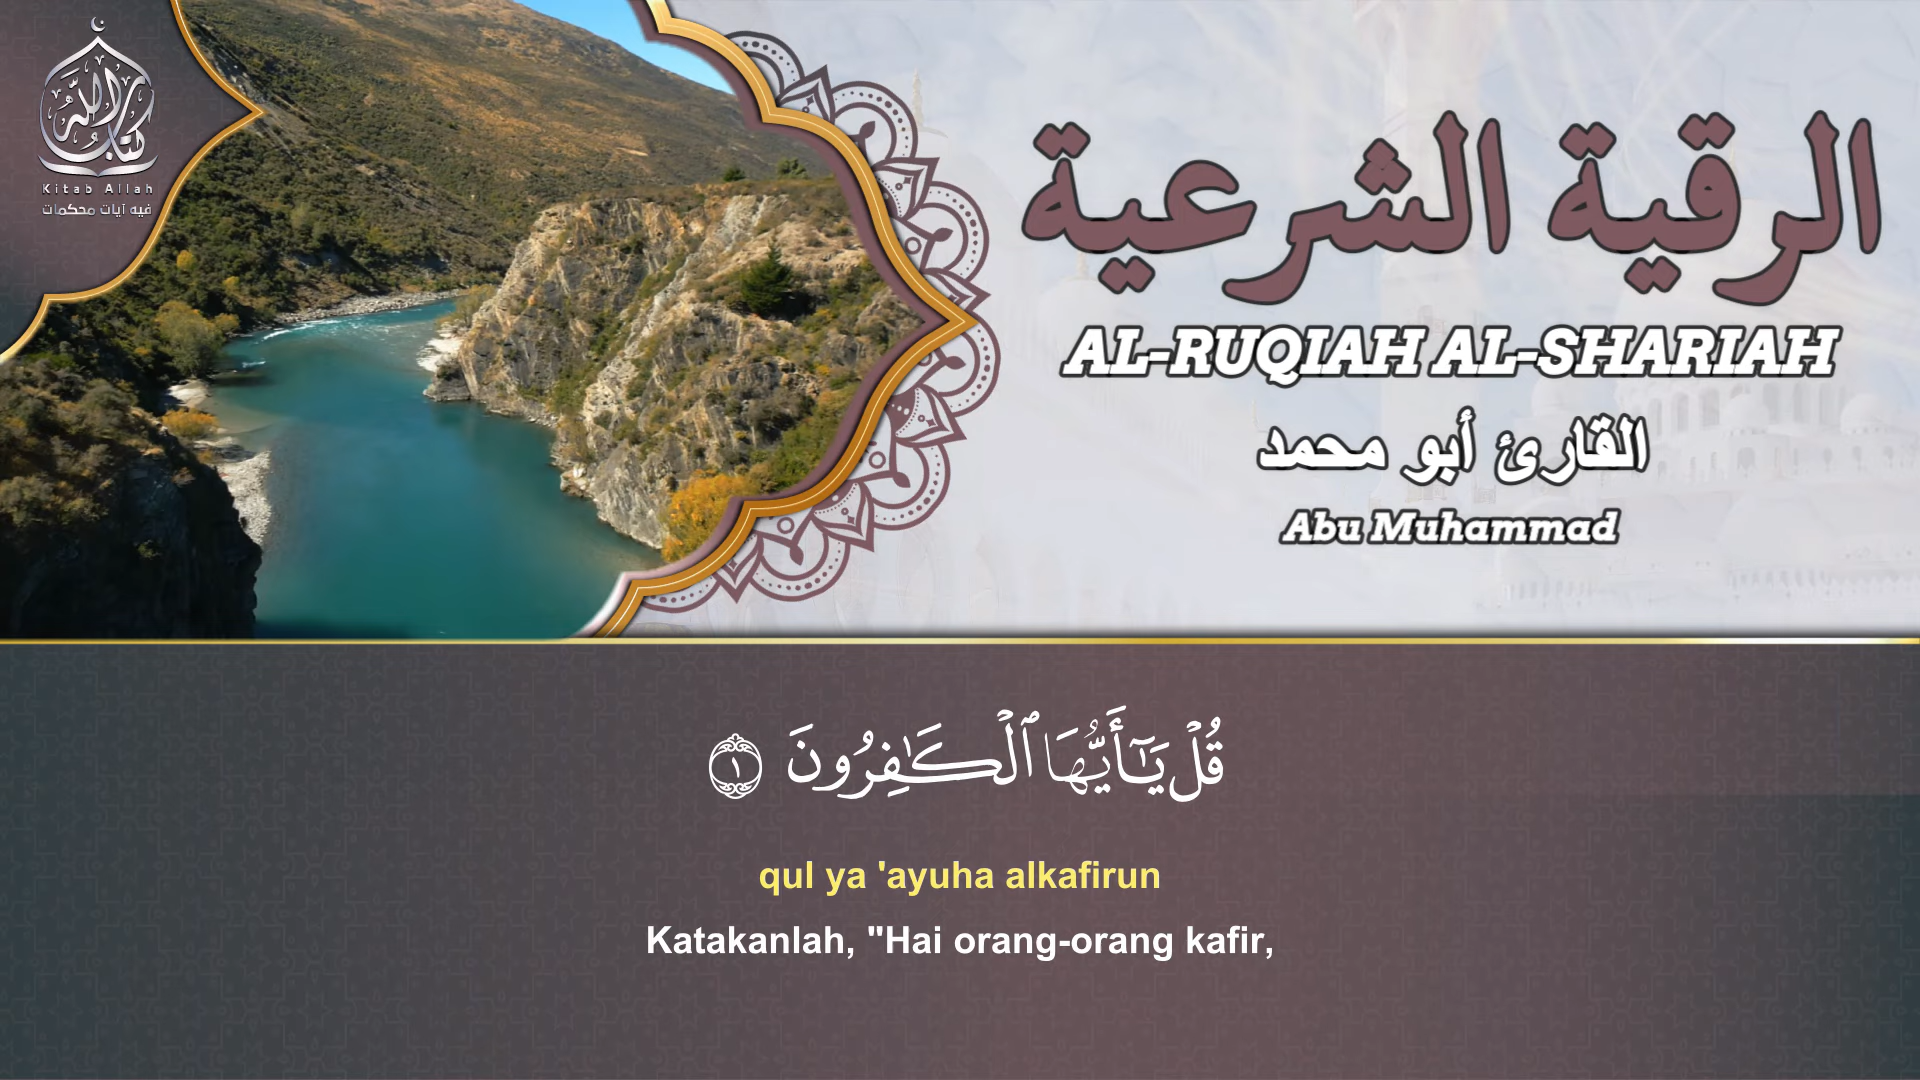 كتاب الله
Kitab Allah
فيه آيات محكمات
الرقية الشرعية
AL-RUQIAH AL-SHARIAH
القارئ أبو محمد
Abu Muhammad
قُلْ يَـٰٓأَيُّهَا ٱلْكَـٰفِرُونَ ١
qul ya 'ayuha alkafirun
Katakanlah, "Hai orang-orang kafir,